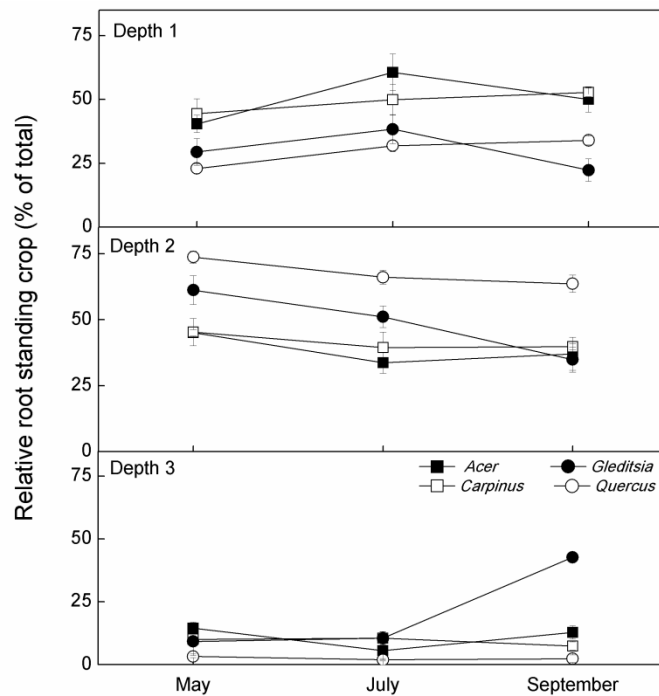 Relative root standing crop (% of total)
Depth 1
75
50
25
0
Depth 2
75
50
25
0
Depth 3
75
50
25
0
Acer
Gleditsia
Carpinus
Quercus
May
July
September